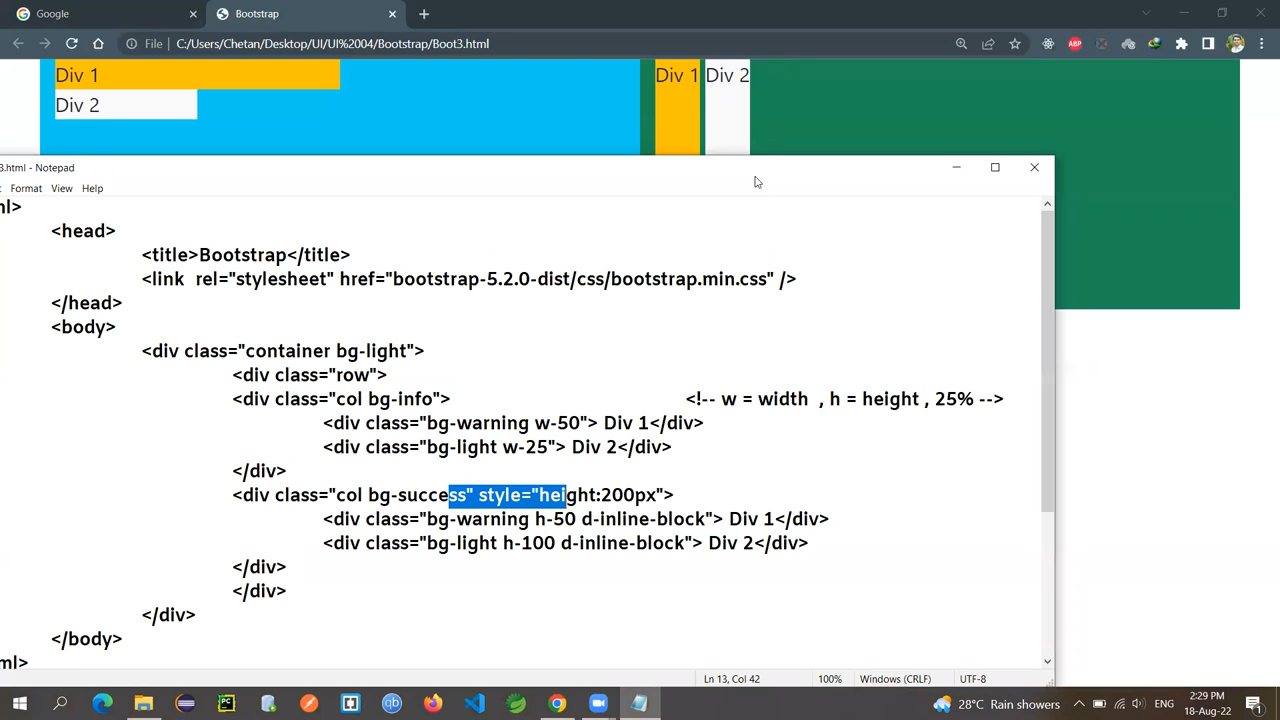 Google
Bootstrap
File
C:/Users/Chetan/Desktop/UI/UI%2004/Bootstrap/Boot3.html
ABP
Div 1
Div 2
Div 1
Div 2
3.html - Notepad
Format View Help
ml>
<head>
<title>Bootstrap</title>
<link  rel="stylesheet" href="bootstrap-5.2.0-dist/css/bootstrap.min.css" />
</head>
<body>
<div class="container bg-light">
<div class="row">
<div class="col bg-info"> <!-- w = width  , h = height , 25% -->
<div class="bg-warning w-50"> Div 1</div>
<div class="bg-light w-25"> Div 2</div>
</div>
<div class="col bg-success" style="height:200px">
<div class="bg-warning h-50 d-inline-block"> Div 1</div>
<div class="bg-light h-100 d-inline-block"> Div 2</div>
</div>
</div>
</div>
</body>
ml>
Ln 13, Col 42 100% Windows (CRLF) UTF-8
PC
qb
28°C Rain showers
ENG
2:29 PM
18-Aug-22
1